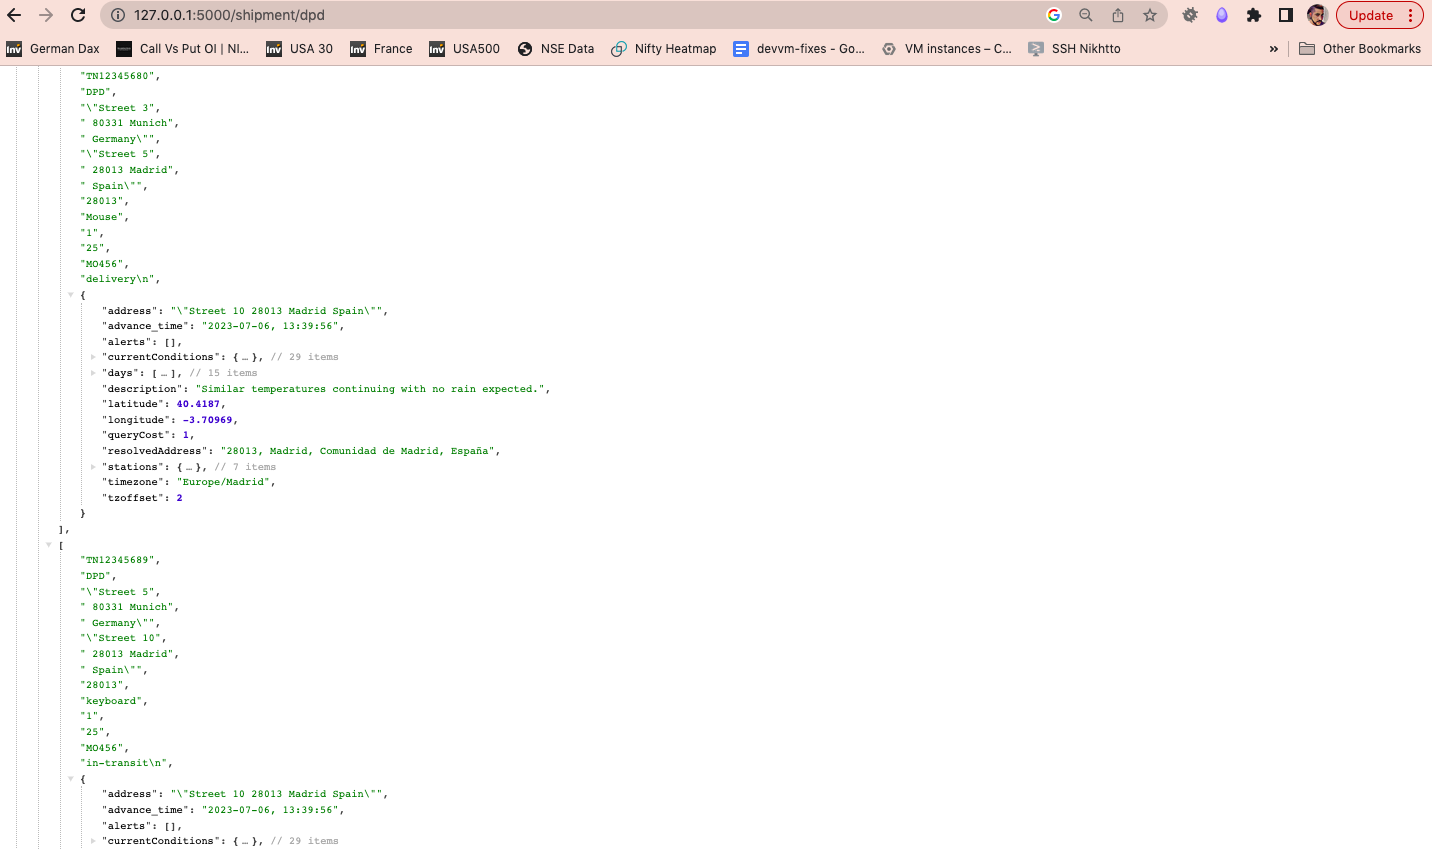 127.0.0.1:5000/shipment/dpd
Update
German Dax
Call Vs Put OI | NI...
USA 30
France
USA500
NSE Data
Nifty Heatmap
devvm-fixes - Go...
VM instances – C...
SSH Nikhtto
»
Other Bookmarks
"TN12345680",
"DPD",
"\"Street 3",
" 80331 Munich",
" Germany\"",
"\"Street 5",
" 28013 Madrid",
" Spain\"",
"28013",
"Mouse",
"1",
"25",
"MO456",
"delivery\n",
{
"address": "\"Street 10 28013 Madrid Spain\"",
"advance_time": "2023-07-06, 13:39:56",
"alerts": [],
"currentConditions": { … }, // 29 items
"days": [ … ], // 15 items
"description": "Similar temperatures continuing with no rain expected.",
"latitude": 40.4187,
"longitude": -3.70969,
"queryCost": 1,
"resolvedAddress": "28013, Madrid, Comunidad de Madrid, España",
"stations": { … }, // 7 items
"timezone": "Europe/Madrid",
"tzoffset": 2
}
],
[
"TN12345689",
"DPD",
"\"Street 5",
" 80331 Munich",
" Germany\"",
"\"Street 10",
" 28013 Madrid",
" Spain\"",
"28013",
"keyboard",
"1",
"25",
"MO456",
"in-transit\n",
{
"address": "\"Street 10 28013 Madrid Spain\"",
"advance_time": "2023-07-06, 13:39:56",
"alerts": [],
"currentConditions": { … }, // 29 items